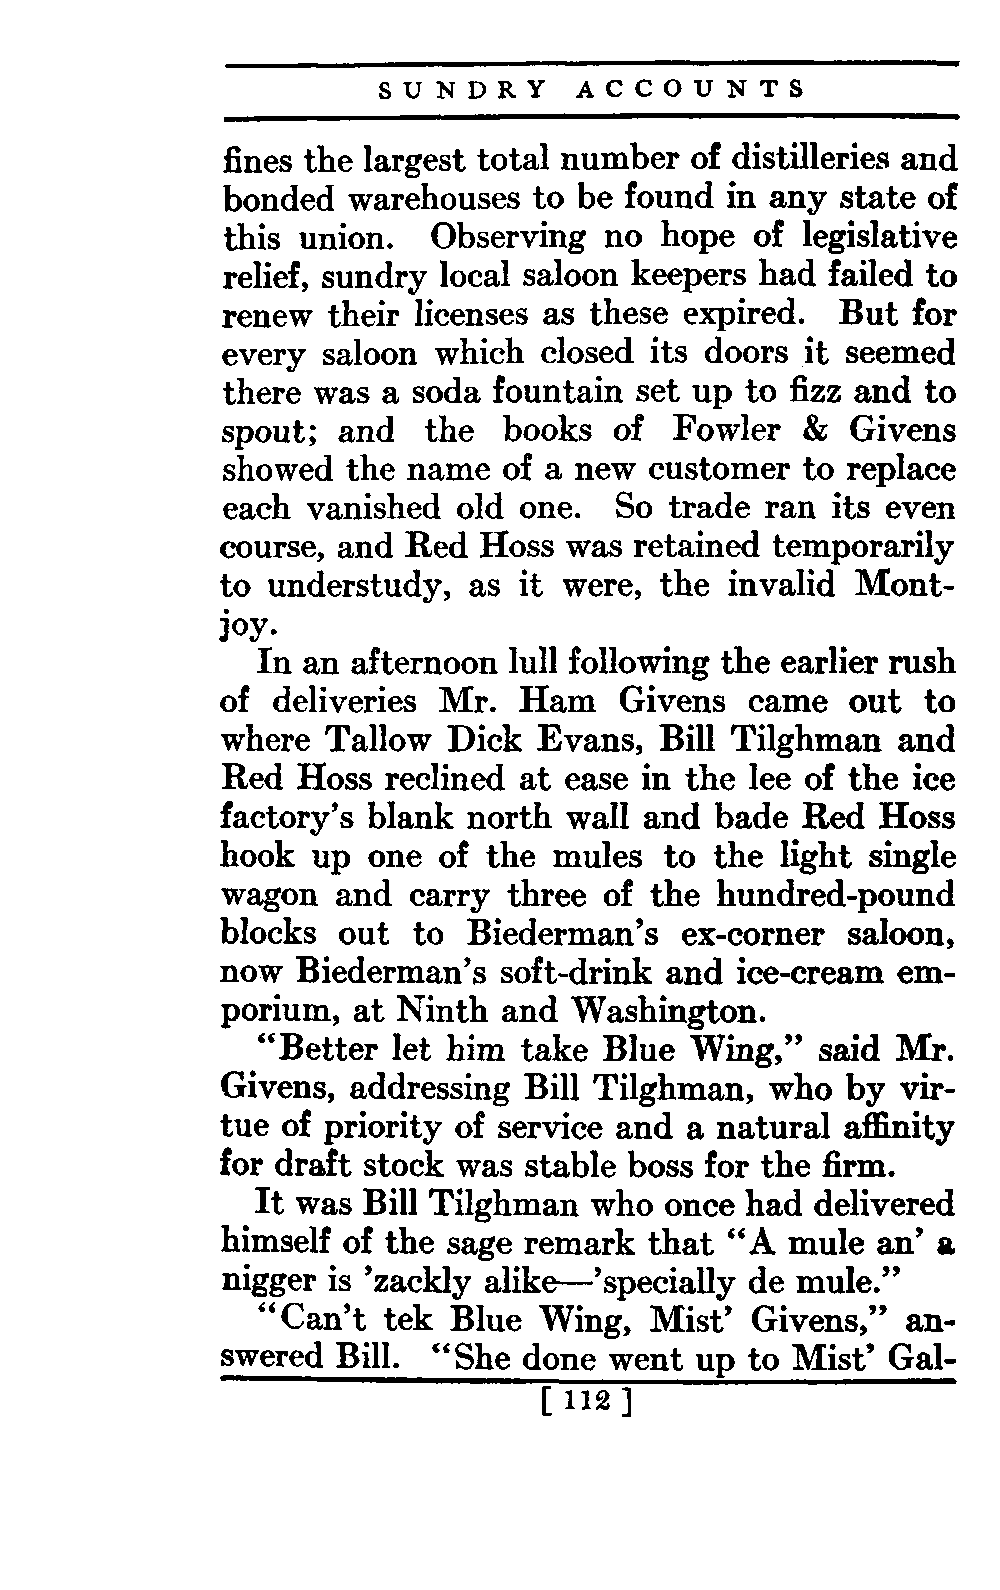 SUNDRY ACCOUNTS
fines the largest total number of distilleries and
bonded warehouses to be found in any state of
this union. Observing no hope of legislative
relief, sundry local saloon keepers had failed to
renew their licenses as these expired. But for
every saloon which closed its doors it seemed
there was a soda fountain set up to fizz and to
spout; and the books of Fowler & Givens
showed the name of a new customer to replace
each vanished old one. So trade ran its even
course, and Red Hoss was retained temporarily
to understudy, as it were, the invalid Mont-
joy.
In an afternoon lull following the earlier rush
of deliveries Mr. Ham Givens came out to
where Tallow Dick Evans, Bill Tilghman and
Red Hoss reclined at ease in the lee of the ice
factory's blank north wall and bade Red Hoss
hook up one of the mules to the light single
wagon and carry three of the hundred-pound
blocks out to Biederman's ex-corner saloon,
now Biederman's soft-drink and ice-cream em-
porium, at Ninth and Washington.
“Better let him take Blue Wing,” said Mr.
Givens, addressing Bill Tilghman, who by vir-
tue of priority of service and a natural affinity
for draft stock was stable boss for the firm.
It was Bill Tilghman who once had delivered
himself of the sage remark that “A mule an' a
nigger is 'zackly alike—'specially de mule.”
“Can't tek Blue Wing, Mist' Givens,” an-
swered Bill. “She done went up to Mist' Gal-
[ 112 ]